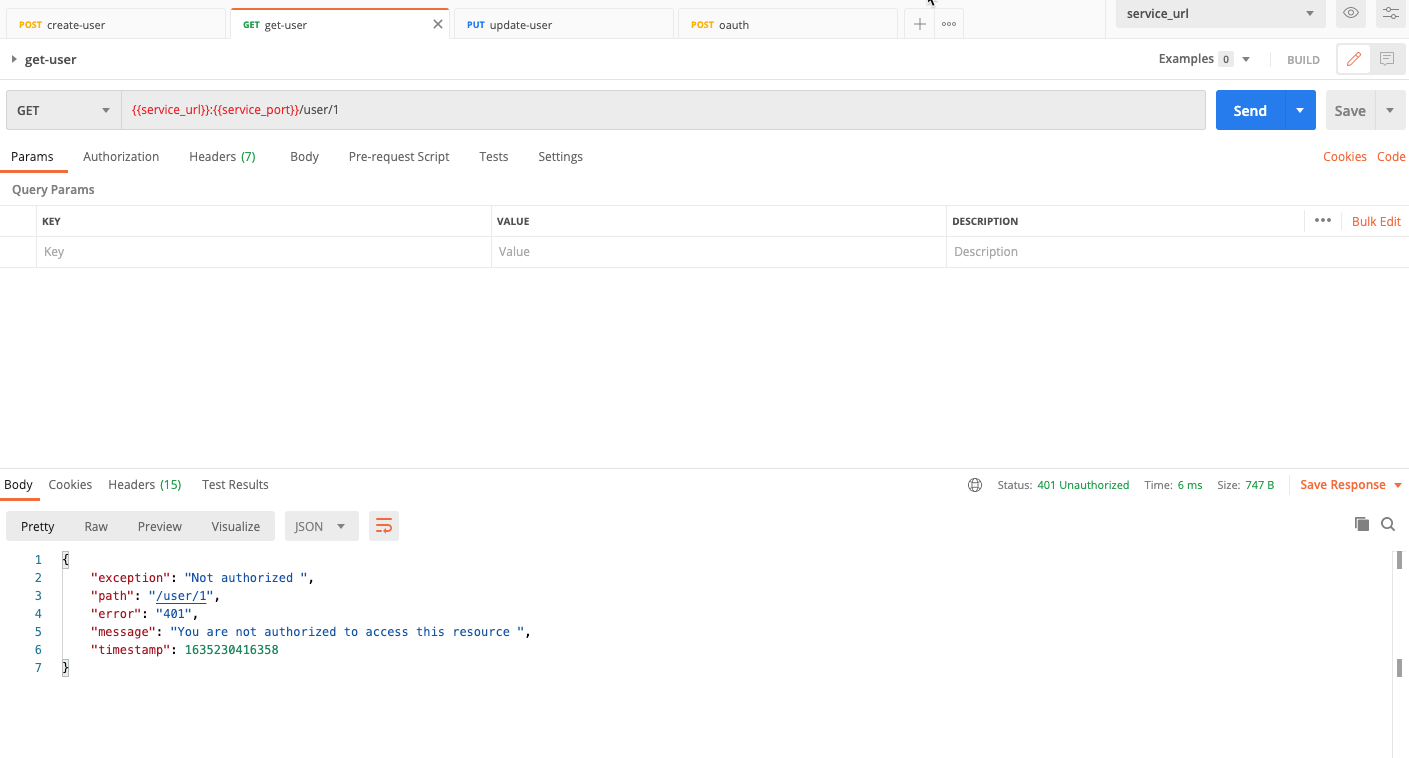 POST create-user GET get-user PUT update-user POST oauth service_url
get-user Examples 0 BUILD
GET {{service_url}}:{{service_port}}/user/1 Send Save
Params Authorization Headers (7) Body Pre-request Script Tests Settings Cookies Code
Query Params
KEY VALUE DESCRIPTION Bulk Edit
Key Value Description
Body Cookies Headers (15) Test Results Status: 401 Unauthorized Time: 6 ms Size: 747 B Save Response
Pretty Raw Preview Visualize JSON
1 {
2 "exception": "Not authorized ",
3 "path": "/user/1",
4 "error": "401",
5 "message": "You are not authorized to access this resource ",
6 "timestamp": 1635230416358
7 }